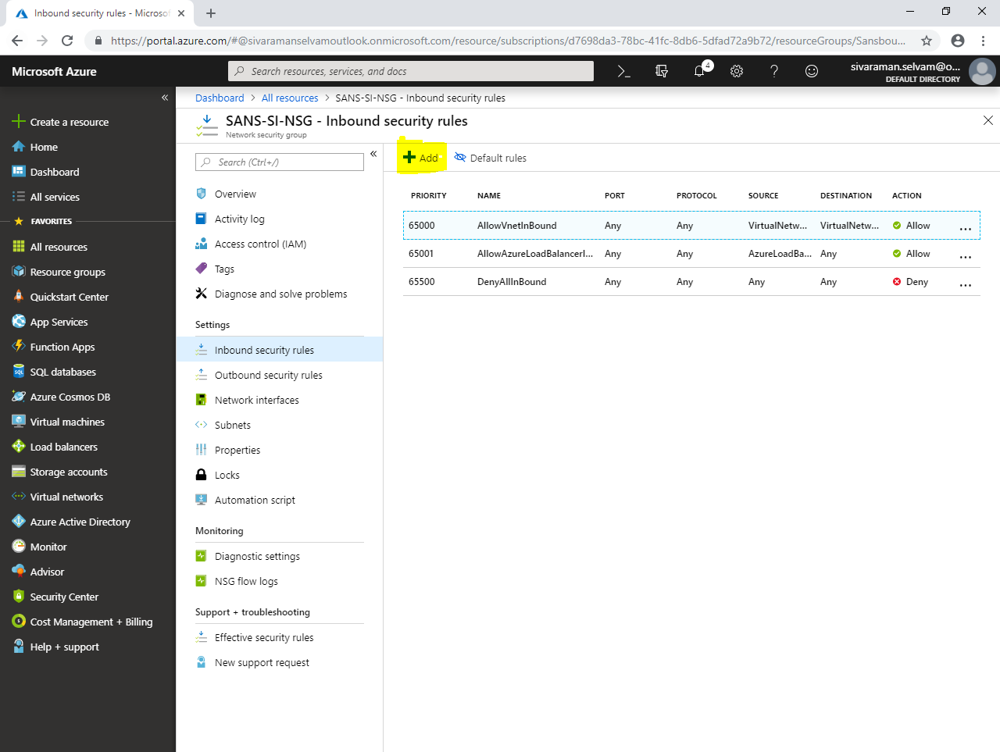 Inbound security rules - Microsof
https://portal.azure.com/#@sivaramanselvamoutlook.onmicrosoft.com/resource/subscriptions/d7698da3-78bc-41fc-8db6-5dfad72a9b72/resourceGroups/Sansbou...
Microsoft Azure
Search resources, services, and docs
4
sivaraman.selvam@o...
DEFAULT DIRECTORY
Dashboard > All resources > SANS-SI-NSG - Inbound security rules
SANS-SI-NSG - Inbound security rules
Network security group
Create a resource
Home
Dashboard
All services
FAVORITES
All resources
Resource groups
Quickstart Center
App Services
Function Apps
SQL databases
Azure Cosmos DB
Virtual machines
Load balancers
Storage accounts
Virtual networks
Azure Active Directory
Monitor
Advisor
Security Center
Cost Management + Billing
Help + support
Search (Ctrl+/)
Overview
Activity log
Access control (IAM)
Tags
Diagnose and solve problems
Settings
Inbound security rules
Outbound security rules
Network interfaces
Subnets
Properties
Locks
Automation script
Monitoring
Diagnostic settings
NSG flow logs
Support + troubleshooting
Effective security rules
New support request
Add Default rules
PRIORITY NAME PORT PROTOCOL SOURCE DESTINATION ACTION
65000 AllowVnetInBound Any Any VirtualNetw... VirtualNetw... Allow ...
65001 AllowAzureLoadBalancerI... Any Any AzureLoadBa... Any Allow ...
65500 DenyAllInBound Any Any Any Any Deny ...